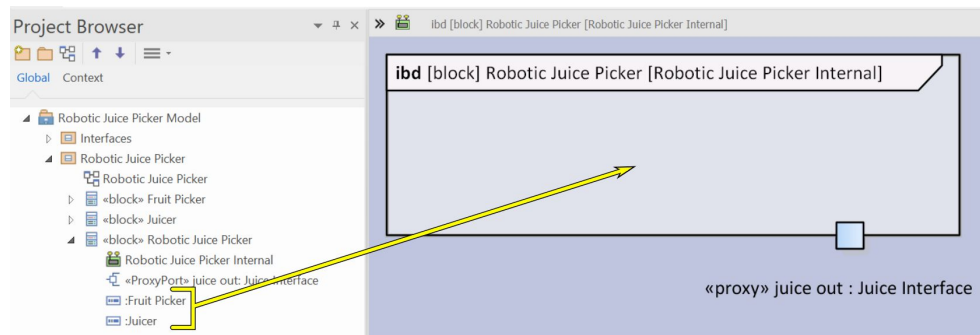 Project Browser
Global Context
Robotic Juice Picker Model
Interfaces
Robotic Juice Picker
Robotic Juice Picker
«block» Fruit Picker
«block» Juicer
«block» Robotic Juice Picker
Robotic Juice Picker Internal
«ProxyPort» juice out: Juice Interface
:Fruit Picker
:Juicer
ibd [block] Robotic Juice Picker [Robotic Juice Picker Internal]
ibd [block] Robotic Juice Picker [Robotic Juice Picker Internal]
«proxy» juice out : Juice Interface